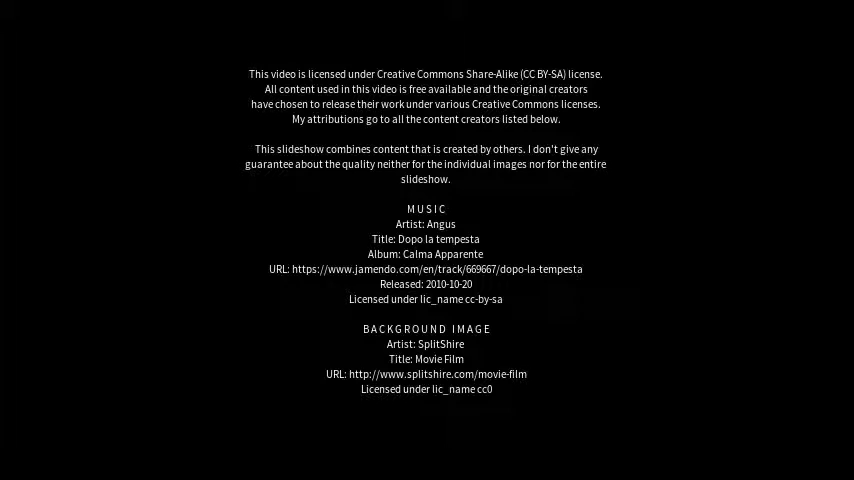 This video is licensed under Creative Commons Share-Alike (CC BY-SA) license.
All content used in this video is free available and the original creators
have chosen to release their work under various Creative Commons licenses.
My attributions go to all the content creators listed below.
This slideshow combines content that is created by others. I don't give any
guarantee about the quality neither for the individual images nor for the entire
slideshow.
MUSIC
Artist: Angus
Title: Dopo la tempesta
Album: Calma Apparente
URL: https://www.jamendo.com/en/track/669667/dopo-la-tempesta
Released: 2010-10-20
Licensed under lic_name cc-by-sa
BACKGROUND IMAGE
Artist: SplitShire
Title: Movie Film
URL: http://www.splitshire.com/movie-film
Licensed under lic_name cc0